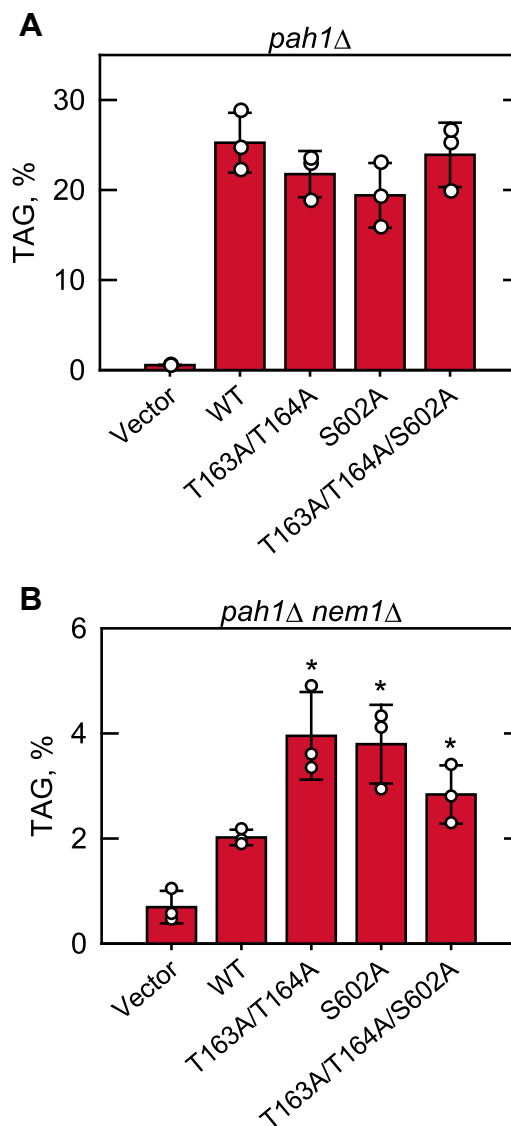 A
pah1Δ
TAG, %
30
20
10
0
Vector
WT
T163A/T164A
S602A
T163A/T164A/S602A
B
pah1Δ nem1Δ
TAG, %
6
4
2
0
*
*
*
Vector
WT
T163A/T164A
S602A
T163A/T164A/S602A